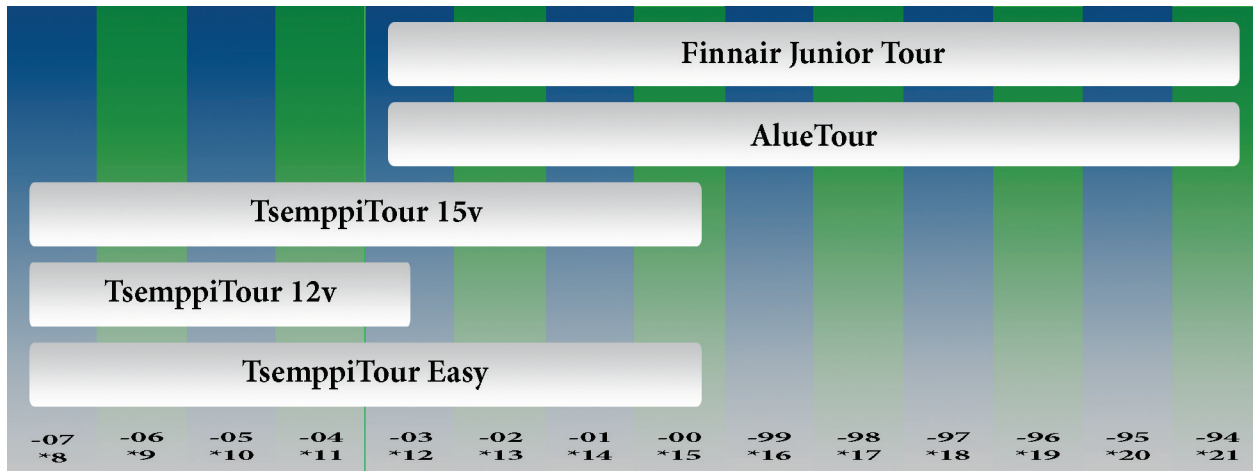 Finnair Junior Tour
AlueTour
TsemppiTour 15v
TsemppiTour 12v
TsemppiTour Easy
-07 -06 -05 -04 -03 -02 -01 -00 -99 -98 -97 -96 -95 -94
*8 *9 *10 *11 *12 *13 *14 *15 *16 *17 *18 *19 *20 *21